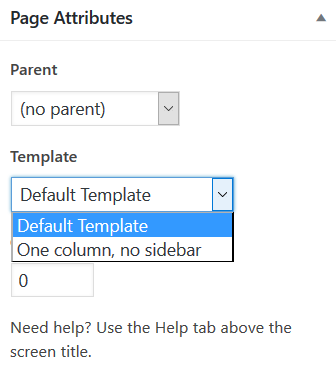 Page Attributes
Parent
(no parent)
Template
Default Template
Default Template
One column, no sidebar
0
Need help? Use the Help tab above the
screen title.